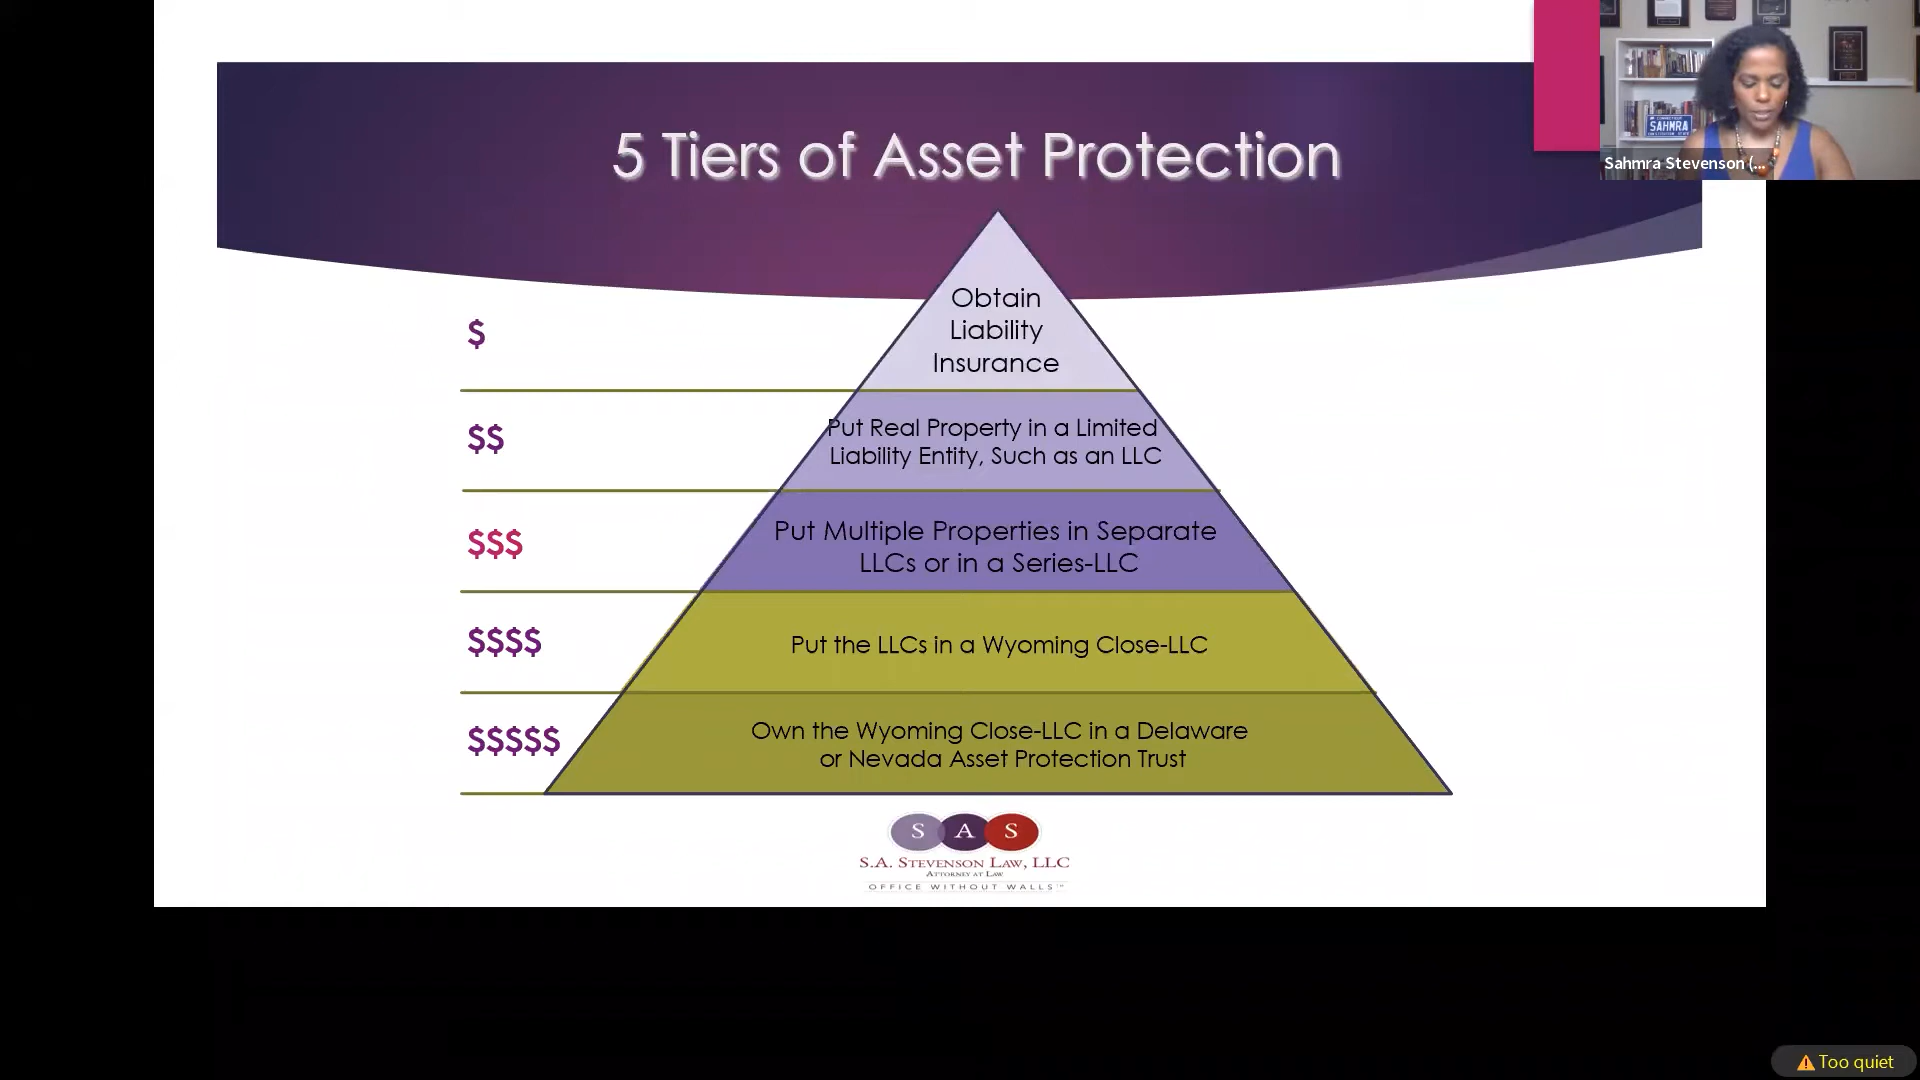 5 Tiers of Asset Protection
SAHMRA
Sahmra Stevenson (...
$
Obtain
Liability
Insurance
$$
Put Real Property in a Limited
Liability Entity, Such as an LLC
$$$
Put Multiple Properties in Separate
LLCs or in a Series-LLC
$$$$
Put the LLCs in a Wyoming Close-LLC
$$$$$
Own the Wyoming Close-LLC in a Delaware
or Nevada Asset Protection Trust
S A S
S.A. STEVENSON LAW, LLC
ATTORNEY AT LAW
OFFICE WITHOUT WALLS™
Too quiet